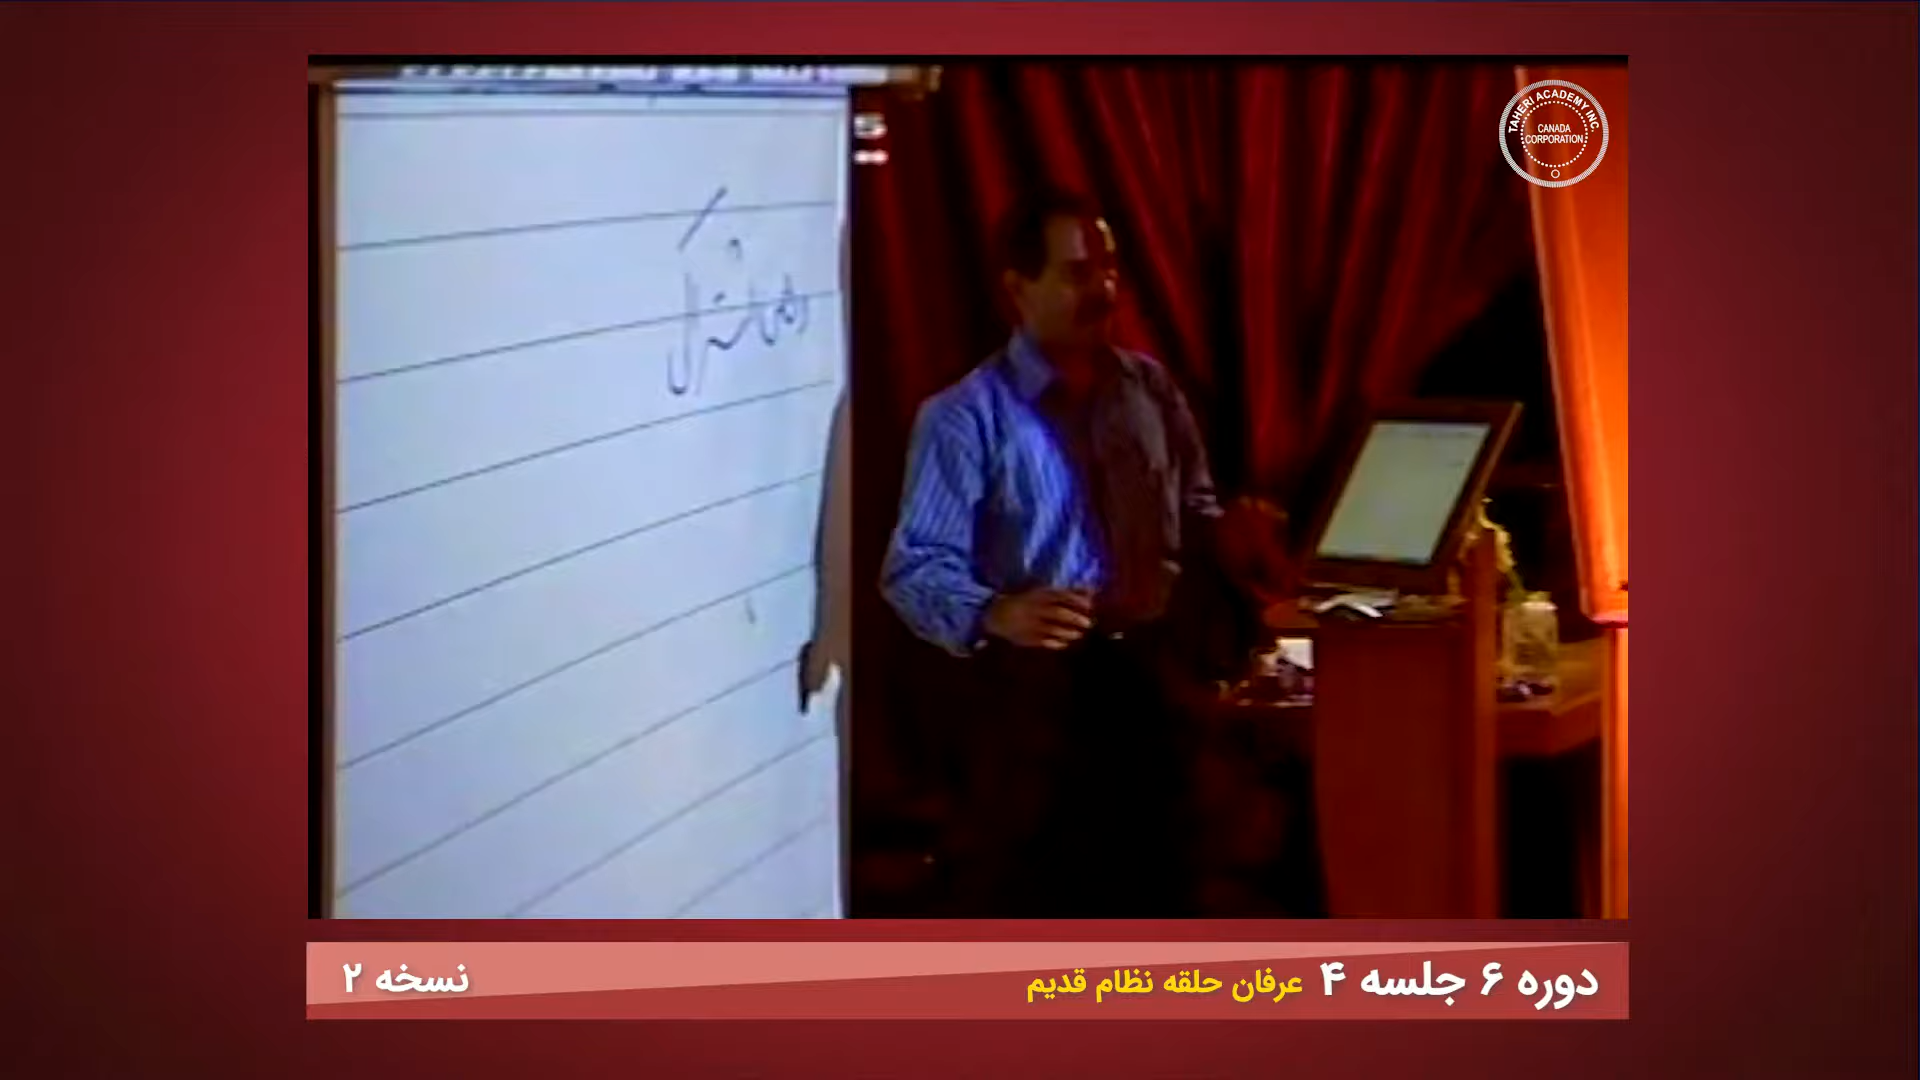 TAHERI ACADEMY INC.
CANADA
CORPORATION
دوره ۶ جلسه ۴ عرفان حلقه نظام قدیم
نسخه ۲